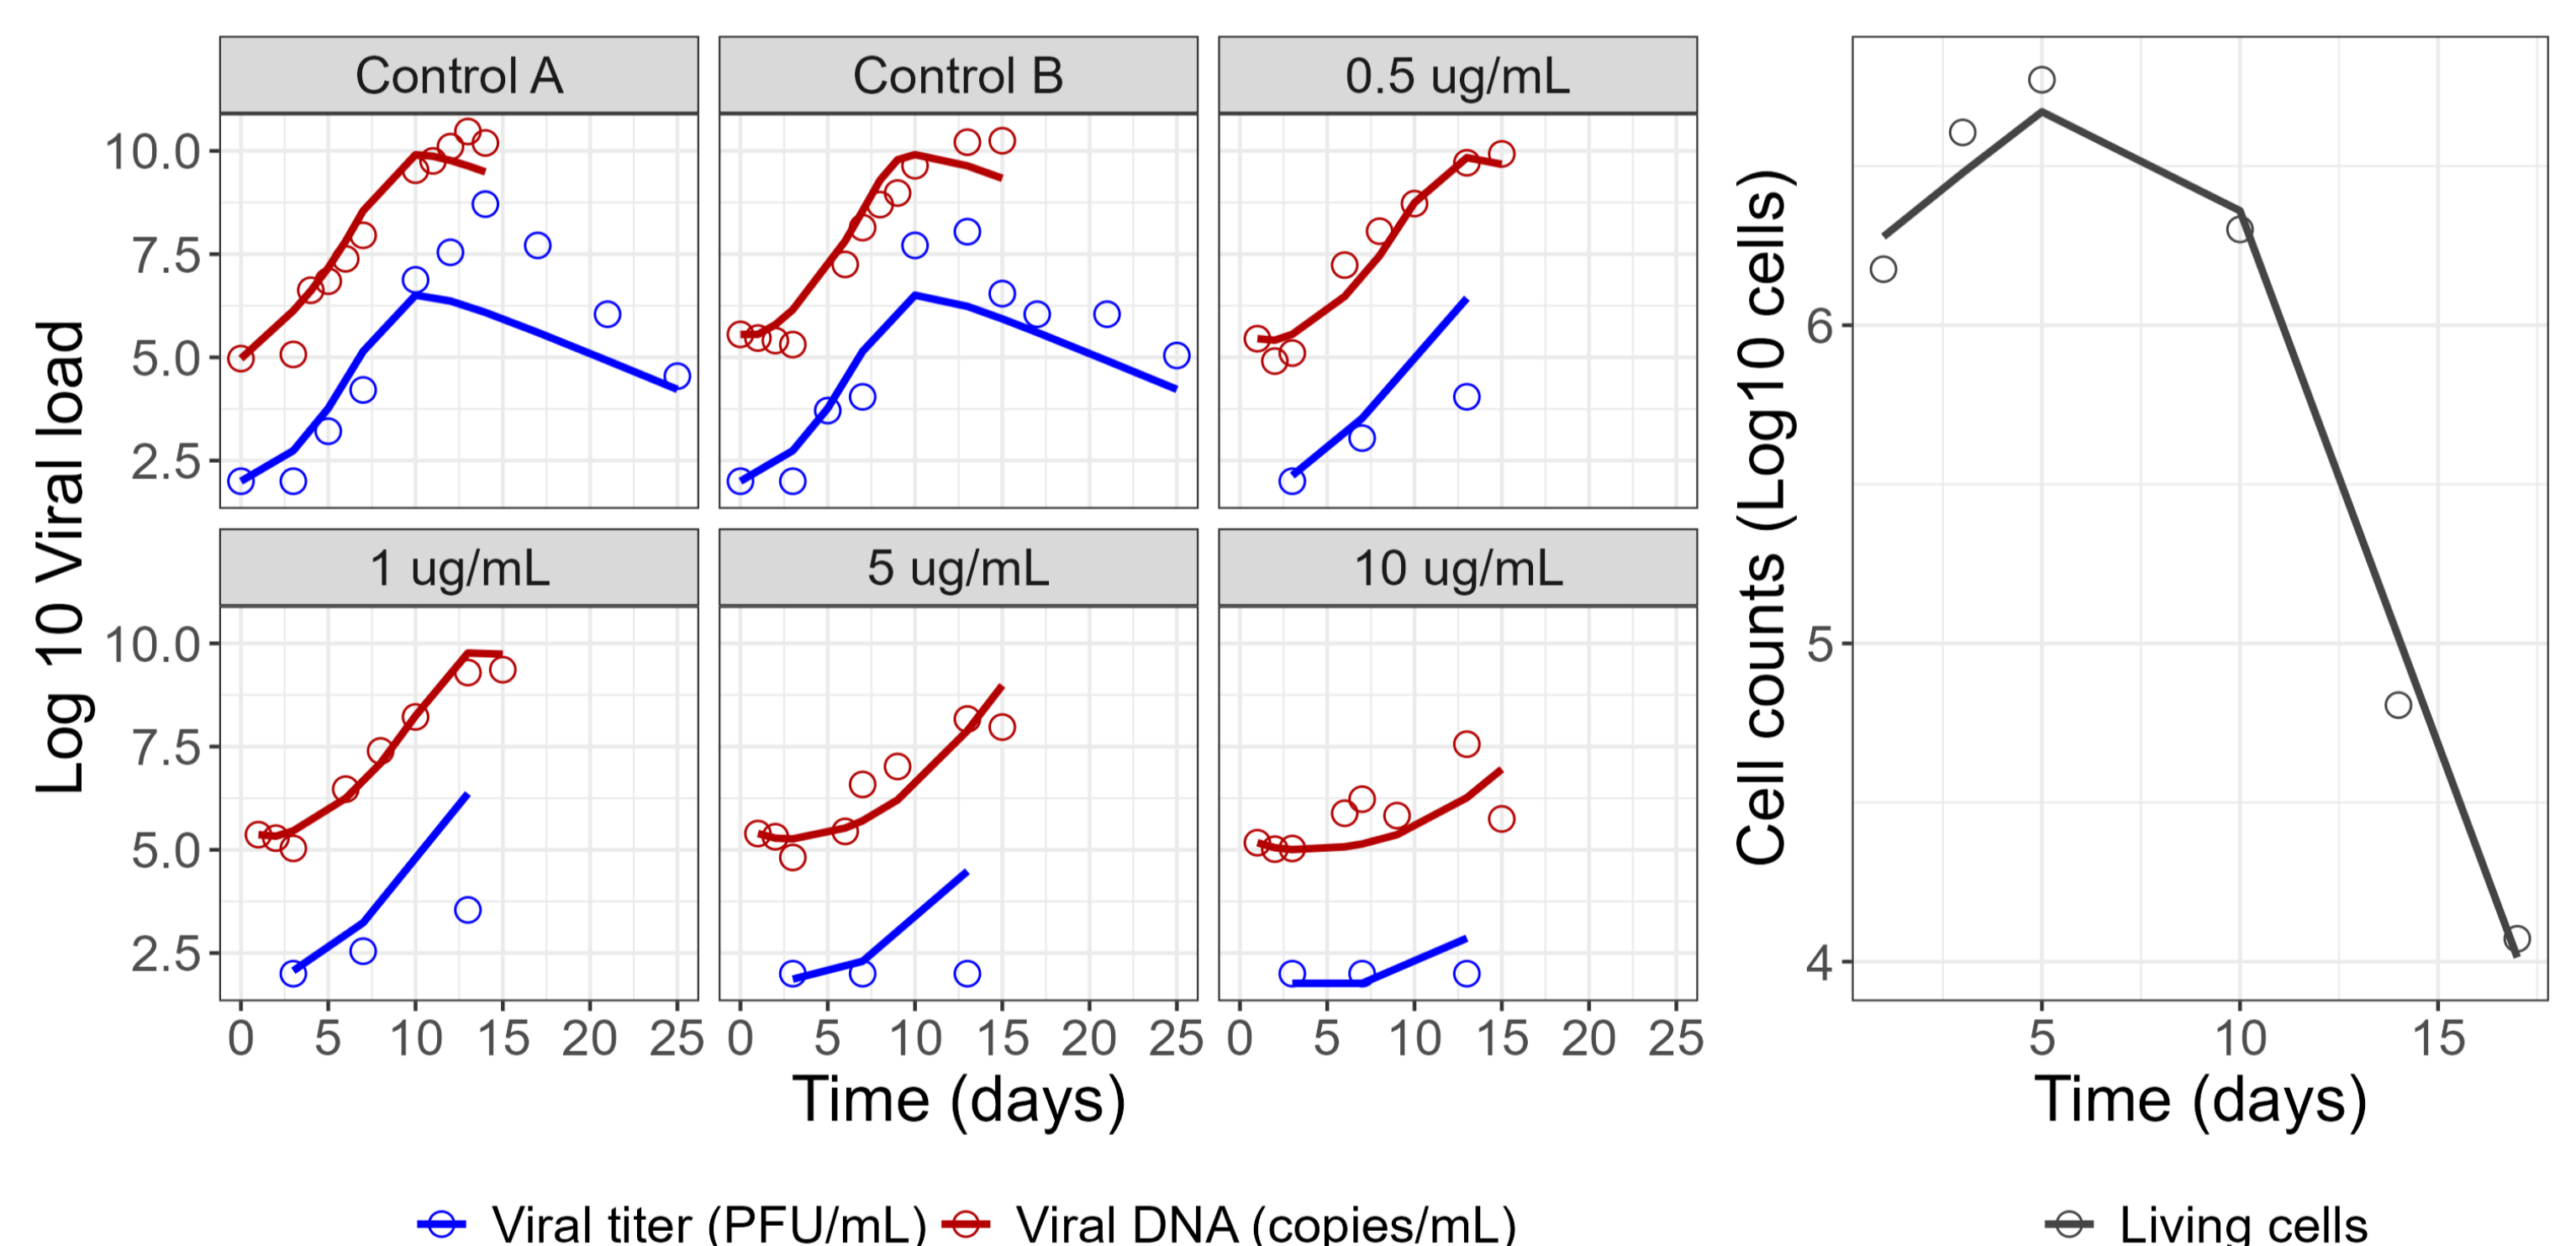 Control A
Control B
0.5 ug/mL
10.0
7.5
5.0
2.5
1 ug/mL
5 ug/mL
10 ug/mL
10.0
7.5
5.0
2.5
0 5 10 15 20 25
0 5 10 15 20 25
0 5 10 15 20 25
Log 10 Viral load
Time (days)
Viral titer (PFU/mL)
Viral DNA (copies/mL)
Cell counts (Log10 cells)
6
5
4
5 10 15
Time (days)
Living cells